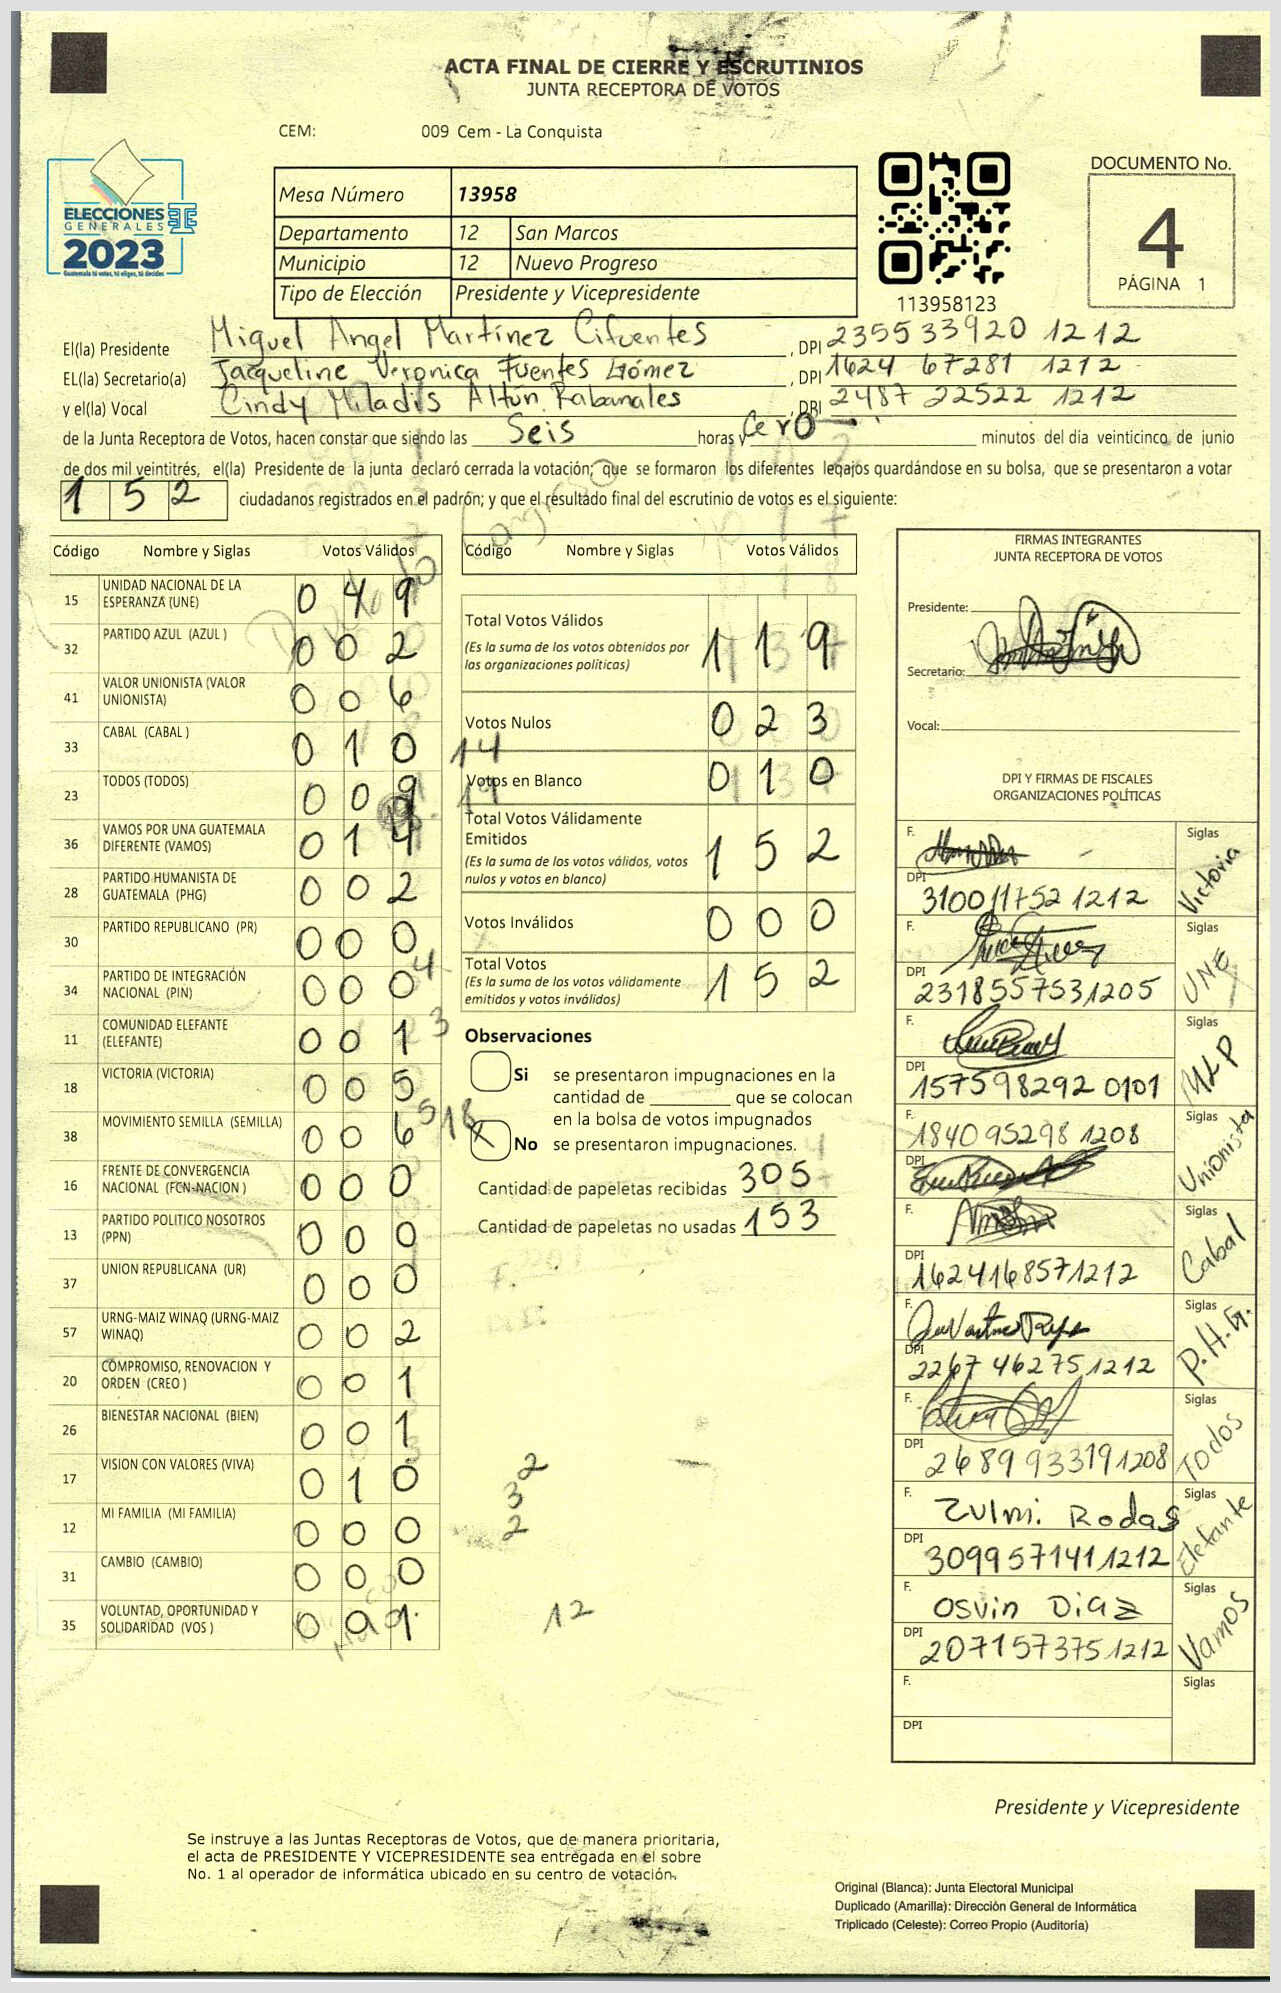 ACTA FINAL DE CIERRE Y ESCRUTINIOS
JUNTA RECEPTORA DE VOTOS
CEM: 009 Cem - La Conquista
ELECCIONES
GENERALES
2023
Guatemala tú votas, tú eliges, tú decides
Mesa Número 13958
Departamento 12 San Marcos
Municipio 12 Nuevo Progreso
Tipo de Elección Presidente y Vicepresidente
113958123
DOCUMENTO No.
4
PÁGINA 1
El(la) Presidente Miguel Angel Martínez Cifuentes, DPI 235533920 1212
EL(la) Secretario(a) Jacqueline Veronica Fuentes Gómez, DPI 1624 67281 1212
y el(la) Vocal Cindy Miladis Altún Rabanales, DPI 2487 22522 1212
de la Junta Receptora de Votos, hacen constar que siendo las Seis horas y Cero minutos del día veinticinco de junio
de dos mil veintitrés, el(la) Presidente de la junta declaró cerrada la votación; que se formaron los diferentes legajos quardándose en su bolsa, que se presentaron a votar
152 ciudadanos registrados en el padrón; y que el resultado final del escrutinio de votos es el siguiente:
Código Nombre y Siglas Votos Válidos
15 UNIDAD NACIONAL DE LA ESPERANZA (UNE) 0 4 9
32 PARTIDO AZUL (AZUL ) 0 0 2
41 VALOR UNIONISTA (VALOR UNIONISTA) 0 0 6
33 CABAL (CABAL ) 0 1 0
23 TODOS (TODOS) 0 0 9
36 VAMOS POR UNA GUATEMALA DIFERENTE (VAMOS) 0 1 4
28 PARTIDO HUMANISTA DE GUATEMALA (PHG) 0 0 2
30 PARTIDO REPUBLICANO (PR) 0 0 0
34 PARTIDO DE INTEGRACIÓN NACIONAL (PIN) 0 0 0
11 COMUNIDAD ELEFANTE (ELEFANTE) 0 0 1
18 VICTORIA (VICTORIA) 0 0 5
38 MOVIMIENTO SEMILLA (SEMILLA) 0 0 6
16 FRENTE DE CONVERGENCIA NACIONAL (FCN-NACION ) 0 0 0
13 PARTIDO POLITICO NOSOTROS (PPN) 0 0 0
37 UNION REPUBLICANA (UR) 0 0 0
57 URNG-MAIZ WINAQ (URNG-MAIZ WINAQ) 0 0 2
20 COMPROMISO, RENOVACION Y ORDEN (CREO ) 0 0 1
26 BIENESTAR NACIONAL (BIEN) 0 0 1
17 VISION CON VALORES (VIVA) 0 1 0
12 MI FAMILIA (MI FAMILIA) 0 0 0
31 CAMBIO (CAMBIO) 0 0 0
35 VOLUNTAD, OPORTUNIDAD Y SOLIDARIDAD (VOS ) 0 0 1
14
19
4
3
5 18
2
3
2
12
Código Nombre y Siglas Votos Válidos
Total Votos Válidos 1 1 9
(Es la suma de los votos obtenidos por
las organizaciones politicas)
Votos Nulos 0 2 3
Votos en Blanco 0 1 0
Total Votos Válidamente
Emitidos 1 5 2
(Es la suma de los votos válidos, votos
nulos y votos en blanco)
Votos Inválidos 0 0 0
Total Votos 1 5 2
(Es la suma de los votos válidamente
emitidos y votos inválidos)
Observaciones
Si se presentaron impugnaciones en la
cantidad de ________ que se colocan
en la bolsa de votos impugnados
X No se presentaron impugnaciones.
Cantidad de papeletas recibidas 305
Cantidad de papeletas no usadas 153
FIRMAS INTEGRANTES
JUNTA RECEPTORA DE VOTOS
Presidente:
Secretario:
Vocal:
DPI Y FIRMAS DE FISCALES
ORGANIZACIONES POLÍTICAS
F. Siglas Victoria
DPI 310011752 1212
F. Siglas UNE
DPI 2318557531205
F. Siglas MLP
DPI 157598292 0101
F. 184095298 1208 Siglas Unionista
DPI
F. Siglas Cabal
DPI 1624168571212
F. Siglas P.H.G.
DPI 2267 46275 1212
F. Siglas Todos
DPI 2689 93319 1208
F. Zulmi Rodas Siglas Elefante
DPI 3099571411212
F. Osvin Diaz Siglas Vamos
DPI 2071573751212
F. Siglas
DPI
Presidente y Vicepresidente
Se instruye a las Juntas Receptoras de Votos, que de manera prioritaria,
el acta de PRESIDENTE Y VICEPRESIDENTE sea entregada en el sobre
No. 1 al operador de informática ubicado en su centro de votación.
Original (Blanca): Junta Electoral Municipal
Duplicado (Amarilla): Dirección General de Informática
Triplicado (Celeste): Correo Propio (Auditoría)